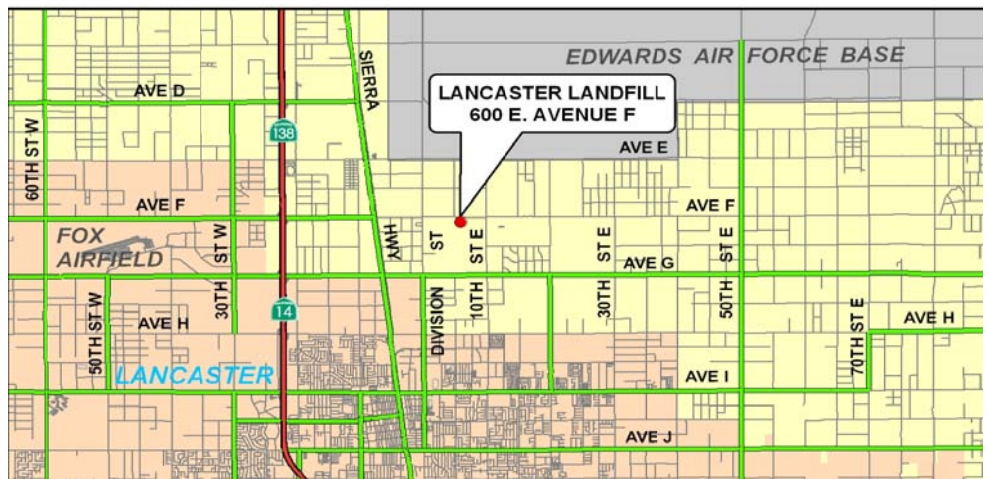 EDWARDS AIR FORCE BASE
SIERRA
HWY
AVE D
LANCASTER LANDFILL
600 E. AVENUE F
138
60TH ST W
AVE E
AVE F
AVE F
FOX
AIRFIELD
30TH ST W
DIVISION ST
10TH ST E
30TH ST E
50TH ST E
AVE G
50TH ST W
AVE H
14
70TH ST E
AVE H
LANCASTER
AVE I
AVE J